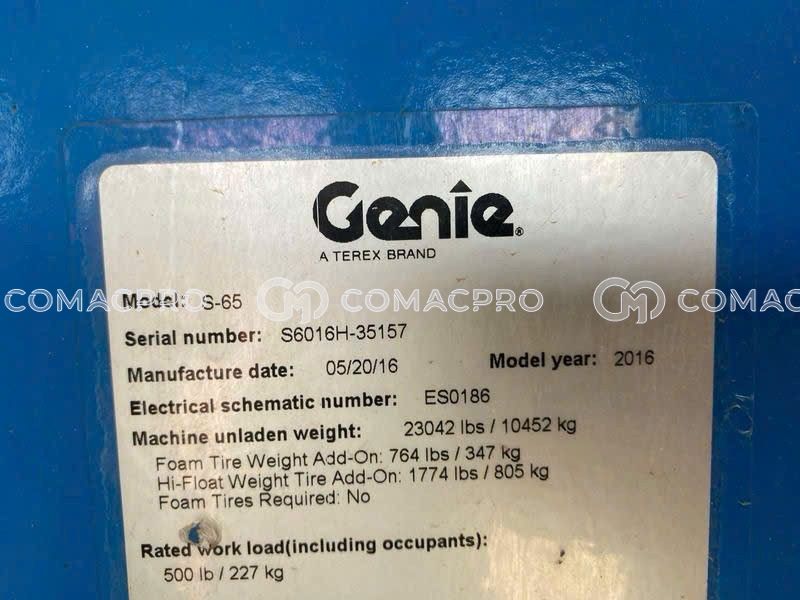 Genie®
A TEREX BRAND
Model: S-65
COMACPRO COMACPRO COM
Serial number: S6016H-35157
Manufacture date: 05/20/16 Model year: 2016
Electrical schematic number: ES0186
Machine unladen weight: 23042 lbs / 10452 kg
Foam Tire Weight Add-On: 764 lbs / 347 kg
Hi-Float Weight Tire Add-On: 1774 lbs / 805 kg
Foam Tires Required: No
Rated work load(including occupants):
500 lb / 227 kg